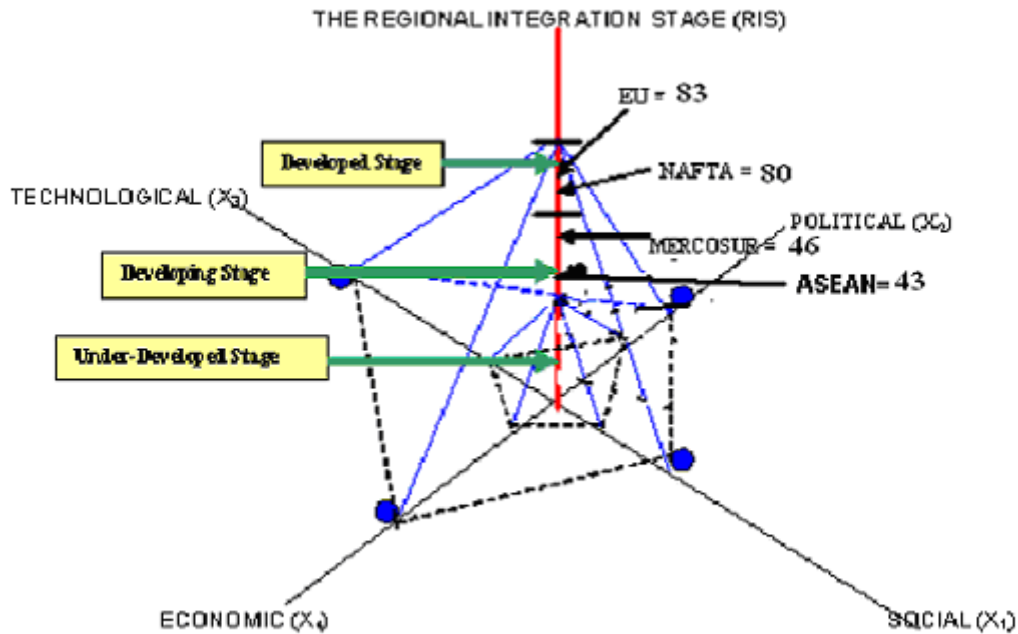 THE REGIONAL INTEGRATION STAGE (RIS)
EU = 83
Developed Stage
NAFTA = 80
TECHNOLOGICAL (X3)
POLITICAL
MERCOSUR = 46
Developing Stage
ASEAN= 43
Under-Developed Stage
ECONOMIC (X4)
SOCIAL (X1)